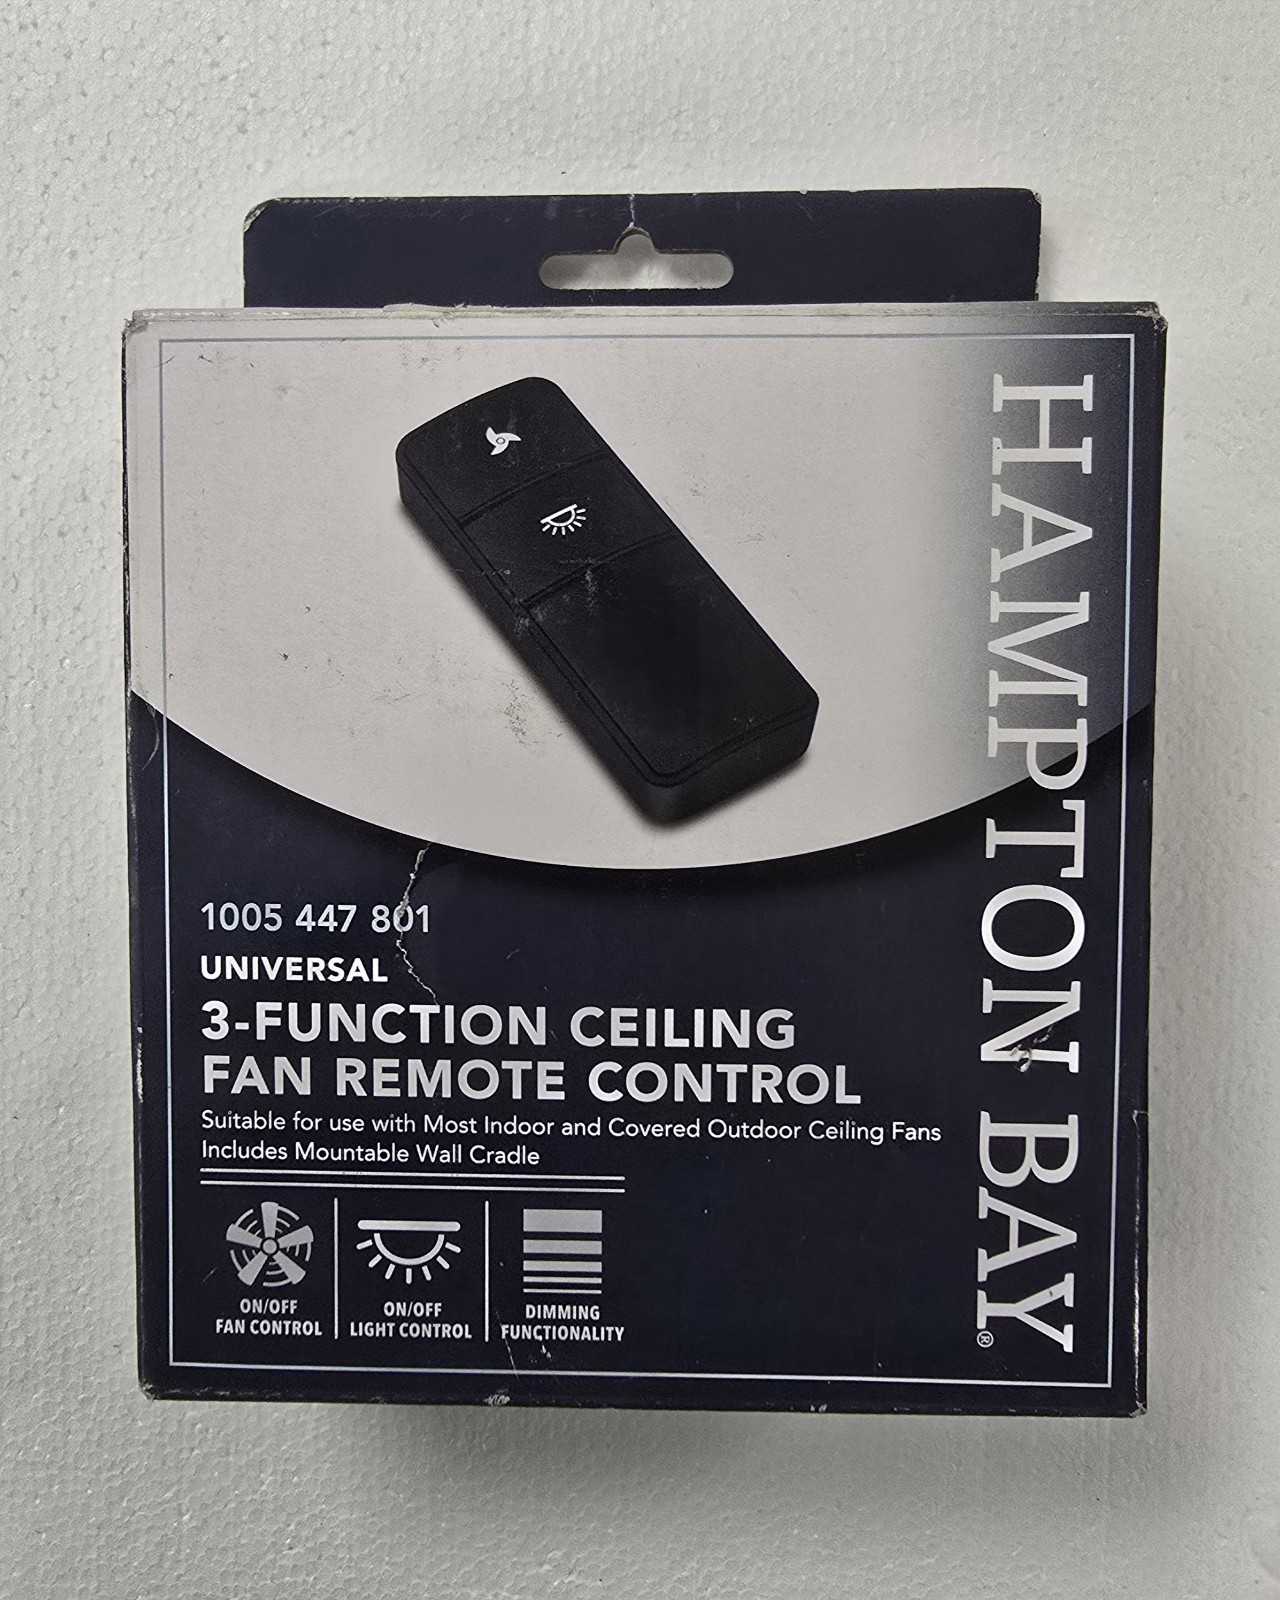 HAMPTON BAY®
1005 447 801
UNIVERSAL
3-FUNCTION CEILING
FAN REMOTE CONTROL
Suitable for use with Most Indoor and Covered Outdoor Ceiling Fans
Includes Mountable Wall Cradle
ON/OFF
FAN CONTROL
ON/OFF
LIGHT CONTROL
DIMMING
FUNCTIONALITY